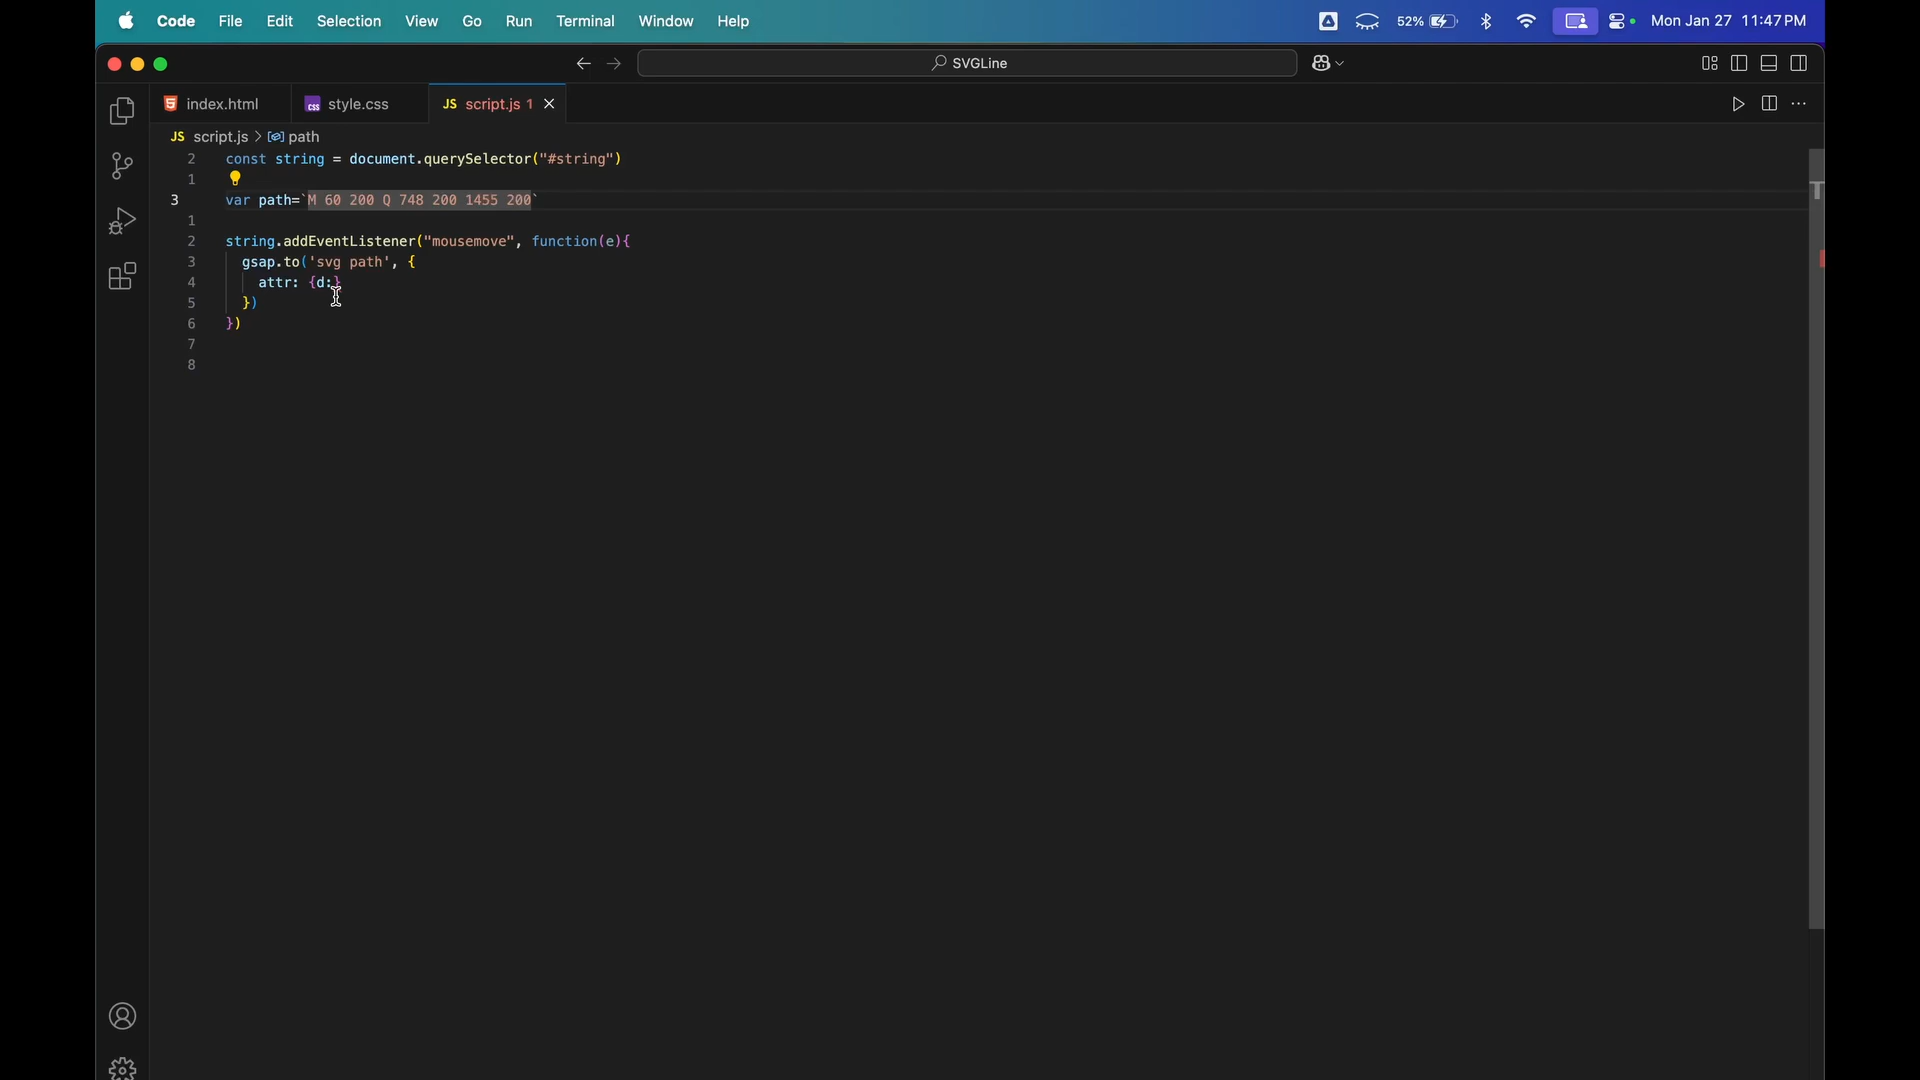 Code File Edit Selection View Go Run Terminal Window Help 52% Mon Jan 27 11:47 PM
SVGLine
index.html style.css JS script.js 1
JS script.js > path
2 const string = document.querySelector("#string")
1
3 var path=`M 60 200 Q 748 200 1455 200`
1
2 string.addEventListener("mousemove", function(e){
3 gsap.to('svg path', {
4 attr: {d:}
5 })
6 })
7
8